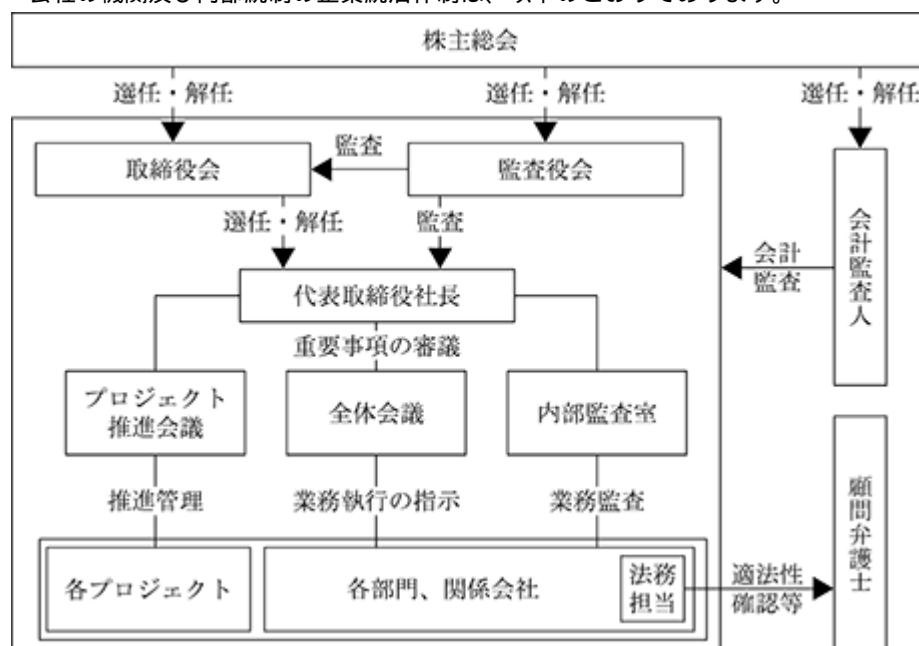 会社の機関及び内部統制の企業統治体制は、以下のとおりであります。
株主総会
選任・解任
選任・解任
選任・解任
取締役会
監査
監査役会
会計監査人
選任・解任
監査
会計
監査
代表取締役社長
重要事項の審議
プロジェクト
推進会議
全体会議
内部監査室
推進管理
業務執行の指示
業務監査
顧問弁護士
各プロジェクト
各部門、関係会社
法務
担当
適法性
確認等